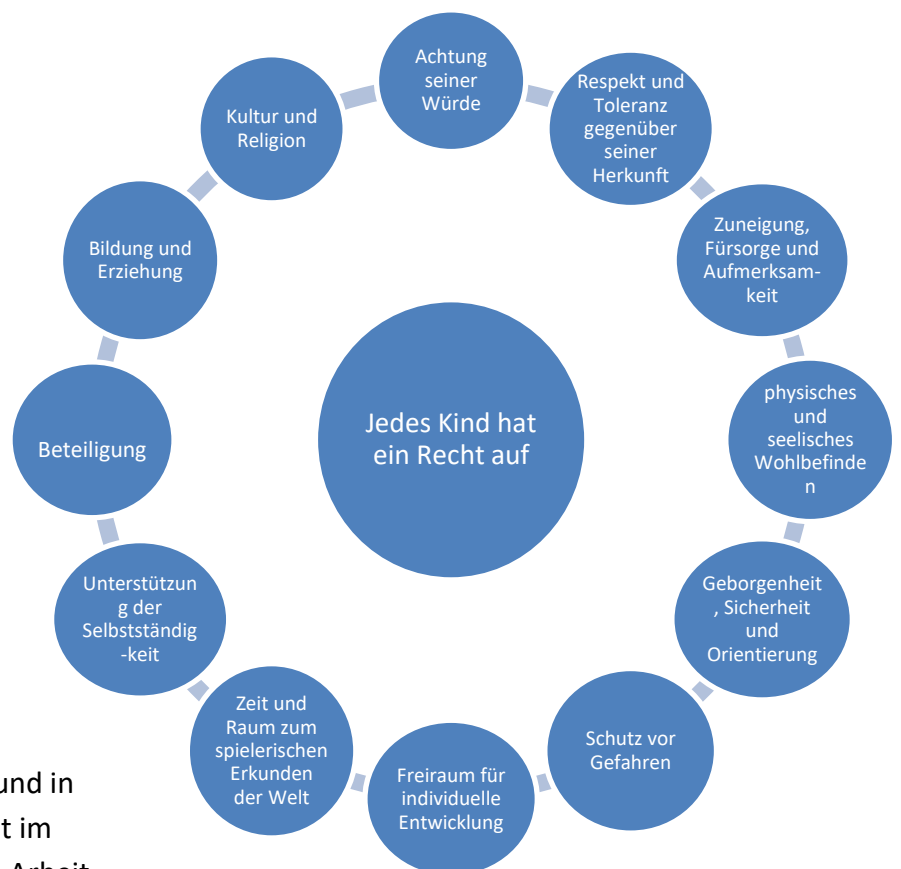 Achtung
seiner
Würde
Respekt und
Toleranz
gegenüber
seiner
Herkunft
Zuneigung,
Fürsorge und
Aufmerksam-
keit
physisches
und
seelisches
Wohlbefinde
n
Geborgenheit
, Sicherheit
und
Orientierung
Schutz vor
Gefahren
Freiraum für
individuelle
Entwicklung
Zeit und
Raum zum
spielerischen
Erkunden
der Welt
Unterstützun
g der
Selbstständig
-keit
Beteiligung
Bildung und
Erziehung
Kultur und
Religion
Jedes Kind hat
ein Recht auf
und in
t im
Arbeit